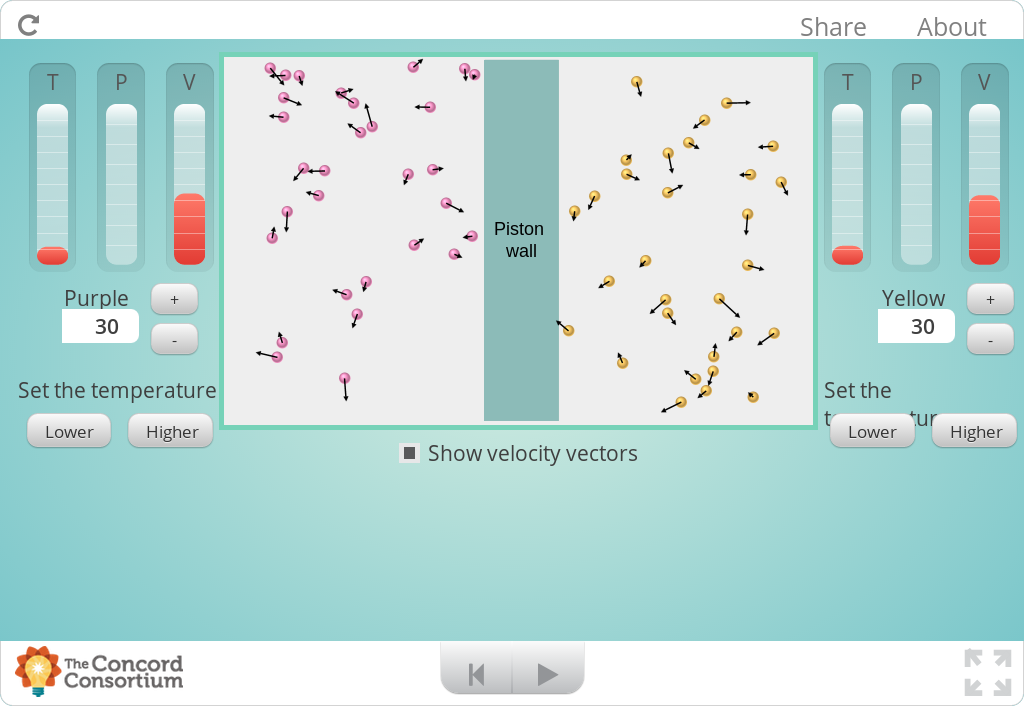 Share About
T P V
T P V
Piston
wall
Purple
+
30
-
Yellow
+
30
-
Set the temperature
Lower Higher
Set the
Lower Higher
Show velocity vectors
The Concord
Consortium